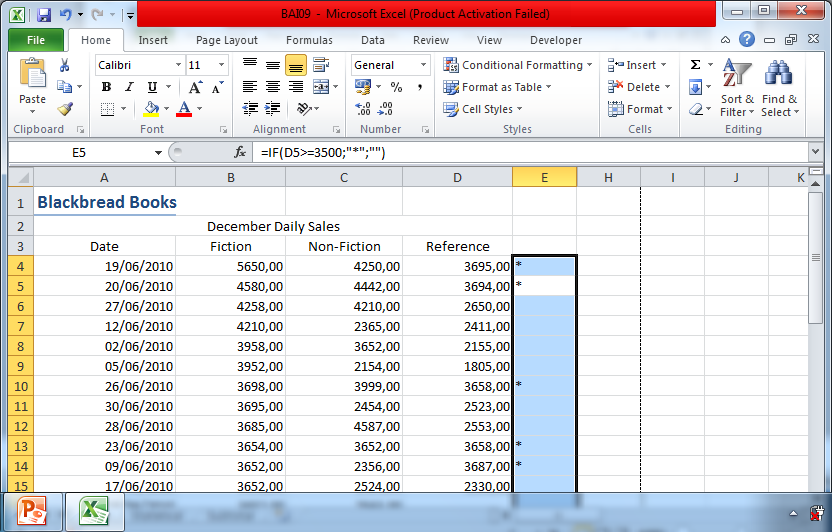 BAI09 - Microsoft Excel (Product Activation Failed)
File Home Insert Page Layout Formulas Data Review View Developer
Paste
Calibri 11
B I U A A
A
General
% ,
Conditional Formatting
Format as Table
Cell Styles
Insert
Delete
Format
Σ
Sort & Filter
Find & Select
Clipboard Font Alignment Number Styles Cells Editing
E5 fx =IF(D5>=3500;"*";"")
A B C D E H I J K
1 Blackbread Books
2 December Daily Sales
3 Date Fiction Non-Fiction Reference
4 19/06/2010 5650,00 4250,00 3695,00 *
5 20/06/2010 4580,00 4442,00 3694,00 *
6 27/06/2010 4258,00 4210,00 2650,00
7 12/06/2010 4210,00 2365,00 2411,00
8 02/06/2010 3958,00 3652,00 2155,00
9 05/06/2010 3952,00 2154,00 1805,00
10 26/06/2010 3698,00 3999,00 3658,00 *
11 30/06/2010 3695,00 2454,00 2523,00
12 28/06/2010 3685,00 4587,00 2553,00
13 23/06/2010 3654,00 3652,00 3658,00 *
14 09/06/2010 3652,00 2356,00 3687,00 *
15 17/06/2010 3652,00 2524,00 2330,00